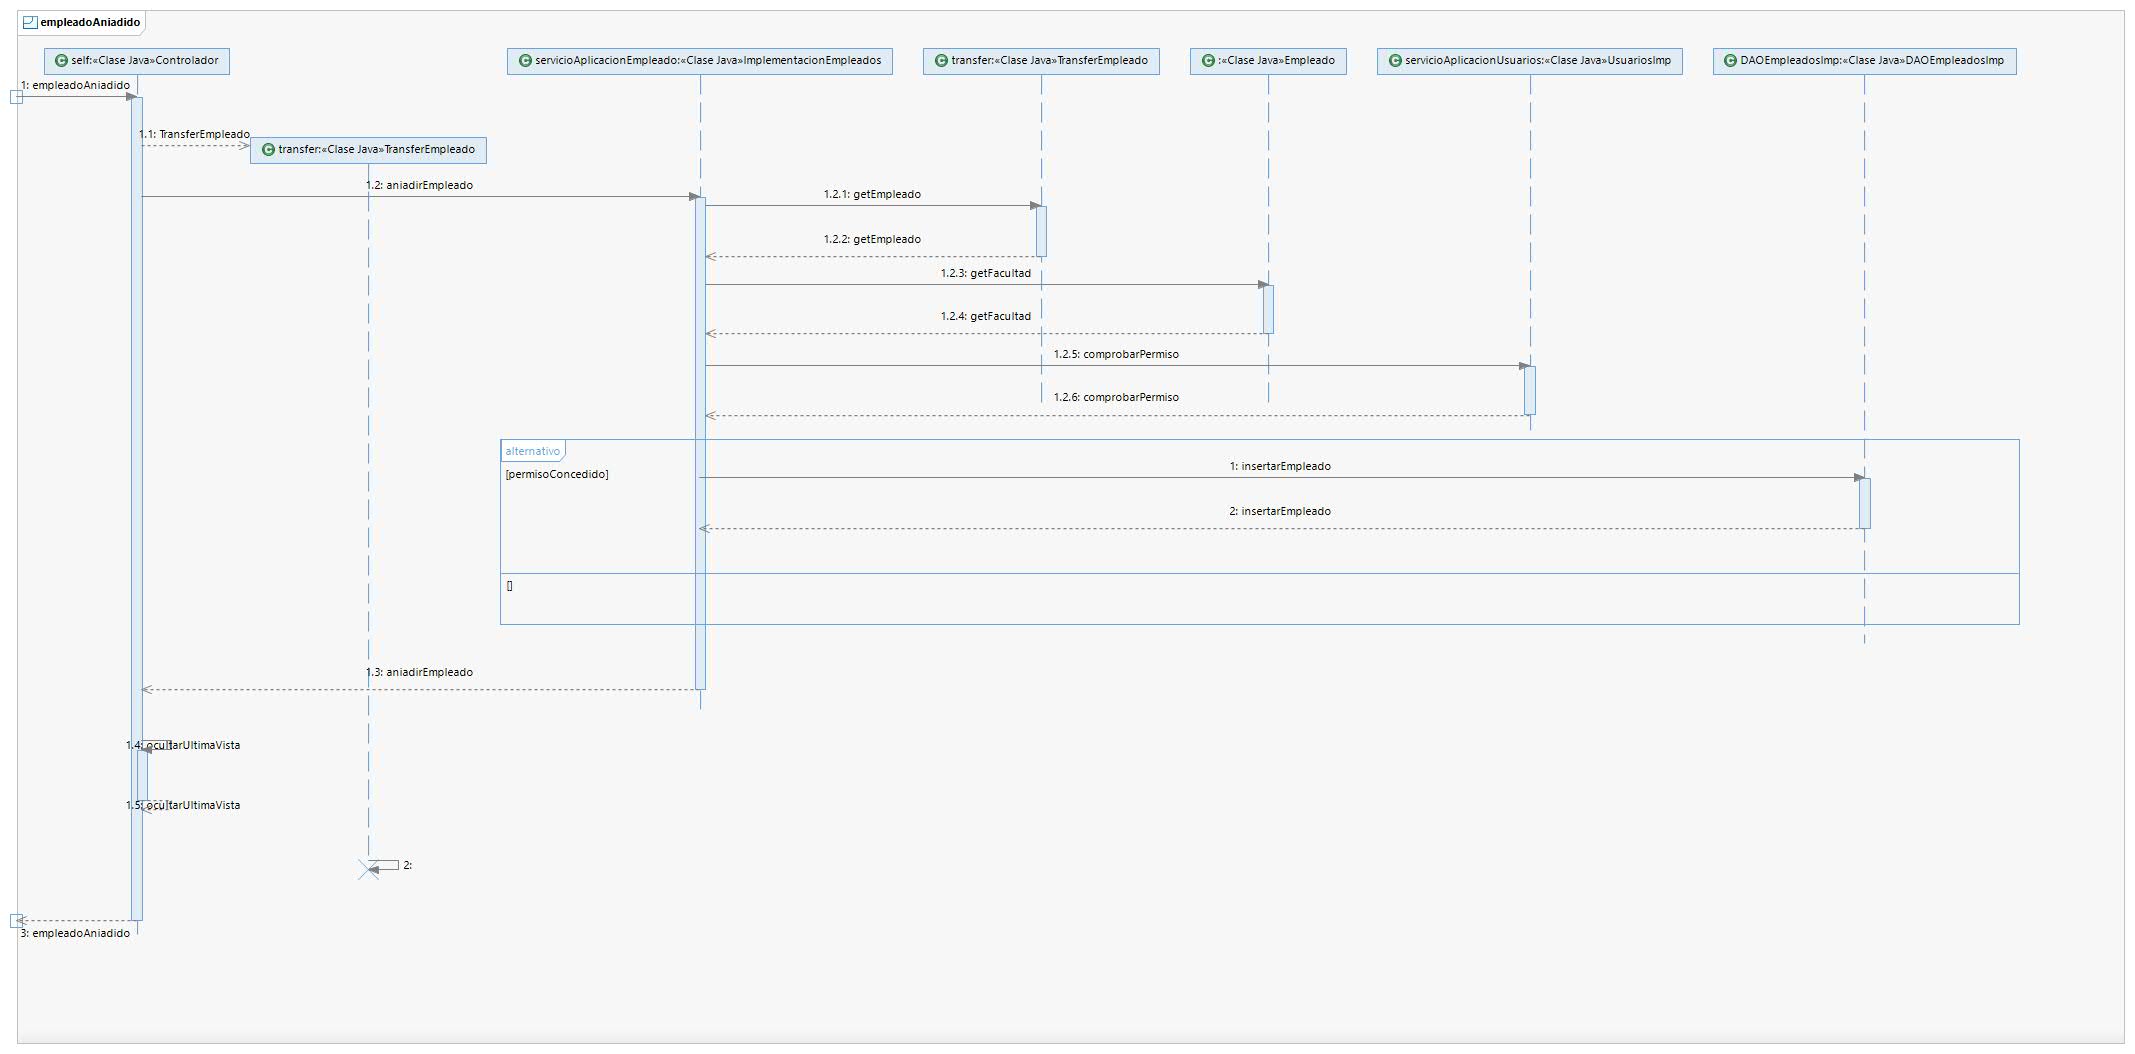 empleadoAniadido
self:«Clase Java»Controlador
servicioAplicacionEmpleado:«Clase Java»ImplementacionEmpleados
transfer:«Clase Java»TransferEmpleado
:«Clase Java»Empleado
servicioAplicacionUsuarios:«Clase Java»UsuariosImp
DAOEmpleadosImp:«Clase Java»DAOEmpleadosImp
1: empleadoAniadido
1.1: TransferEmpleado
transfer:«Clase Java»TransferEmpleado
1.2: aniadirEmpleado
1.2.1: getEmpleado
1.2.2: getEmpleado
1.2.3: getFacultad
1.2.4: getFacultad
1.2.5: comprobarPermiso
1.2.6: comprobarPermiso
alternativo
[permisoConcedido]
1: insertarEmpleado
2: insertarEmpleado
[]
1.3: aniadirEmpleado
1.4: ocultarUltimaVista
1.5: ocultarUltimaVista
2:
3: empleadoAniadido